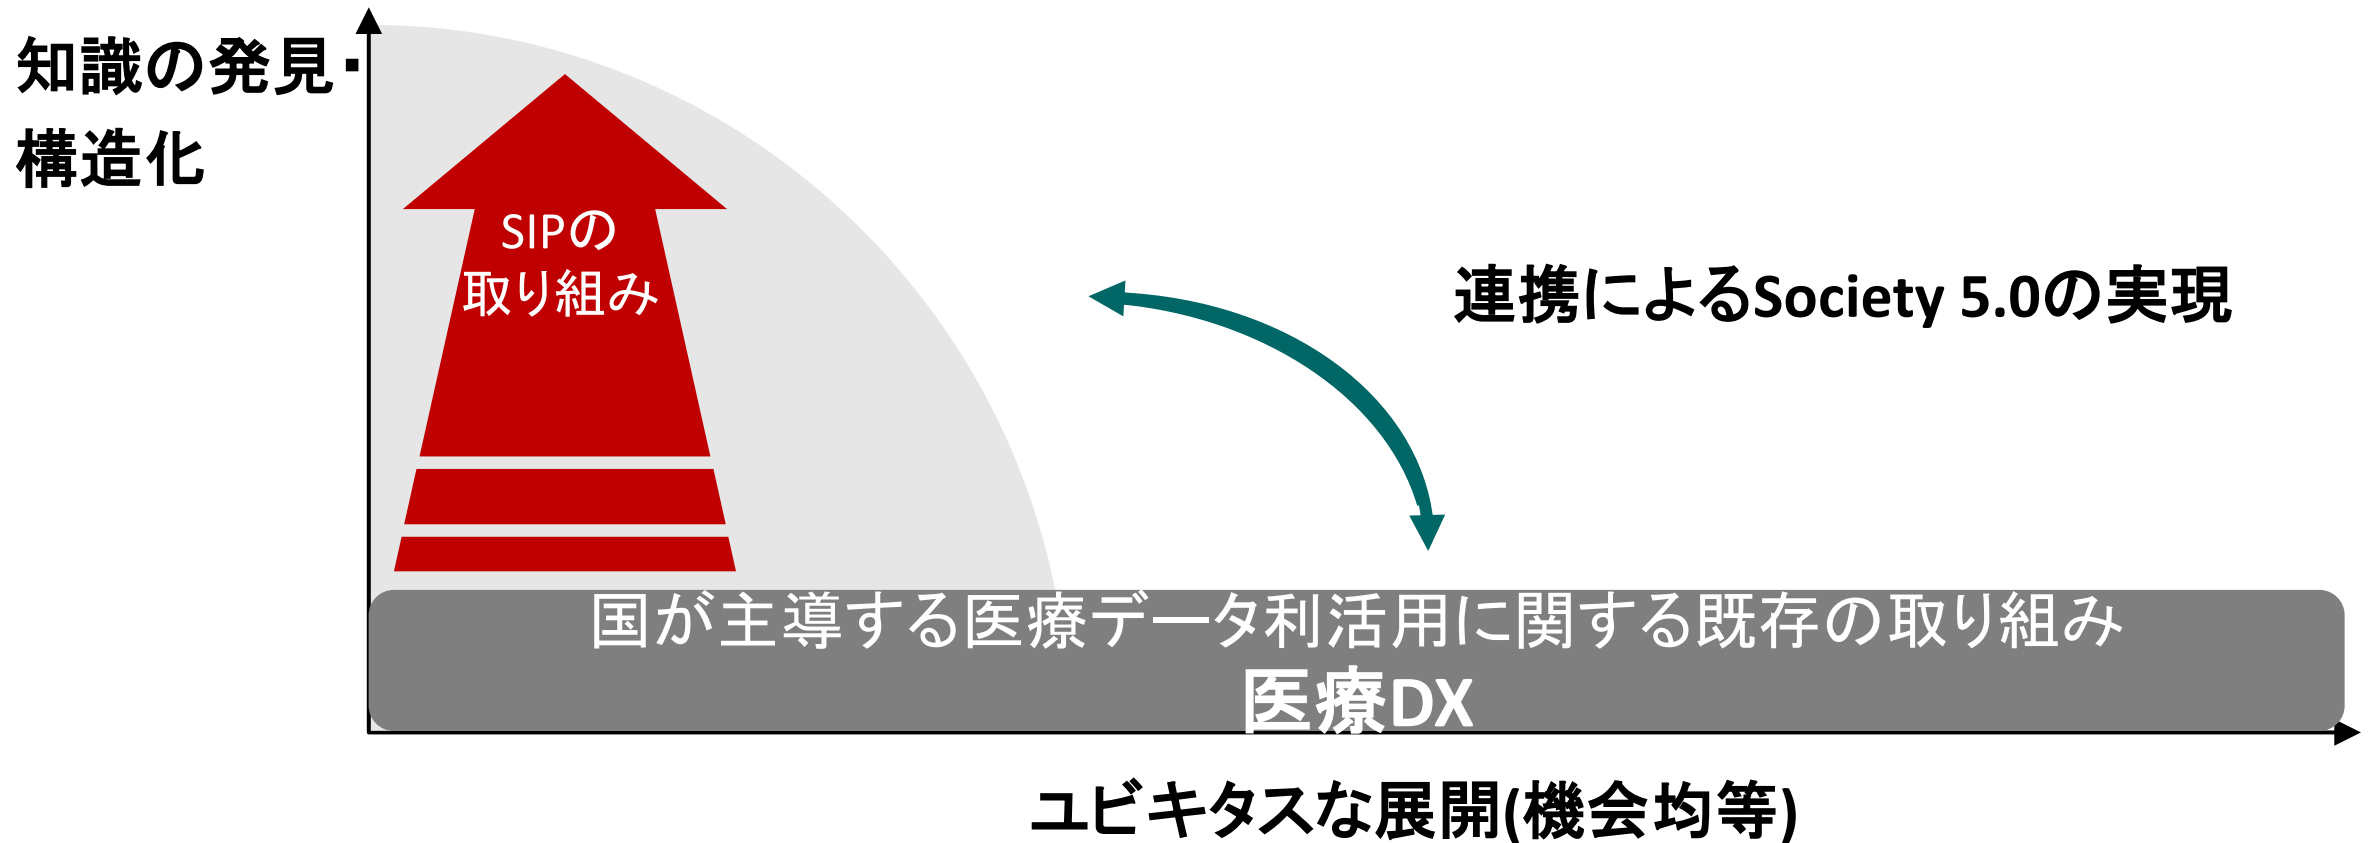 知識の発見・
構造化
SIPの
取り組み
連携によるSociety 5.0の実現
国が主導する医療データ利活用に関する既存の取り組み
医療DX
ユビキタスな展開(機会均等)